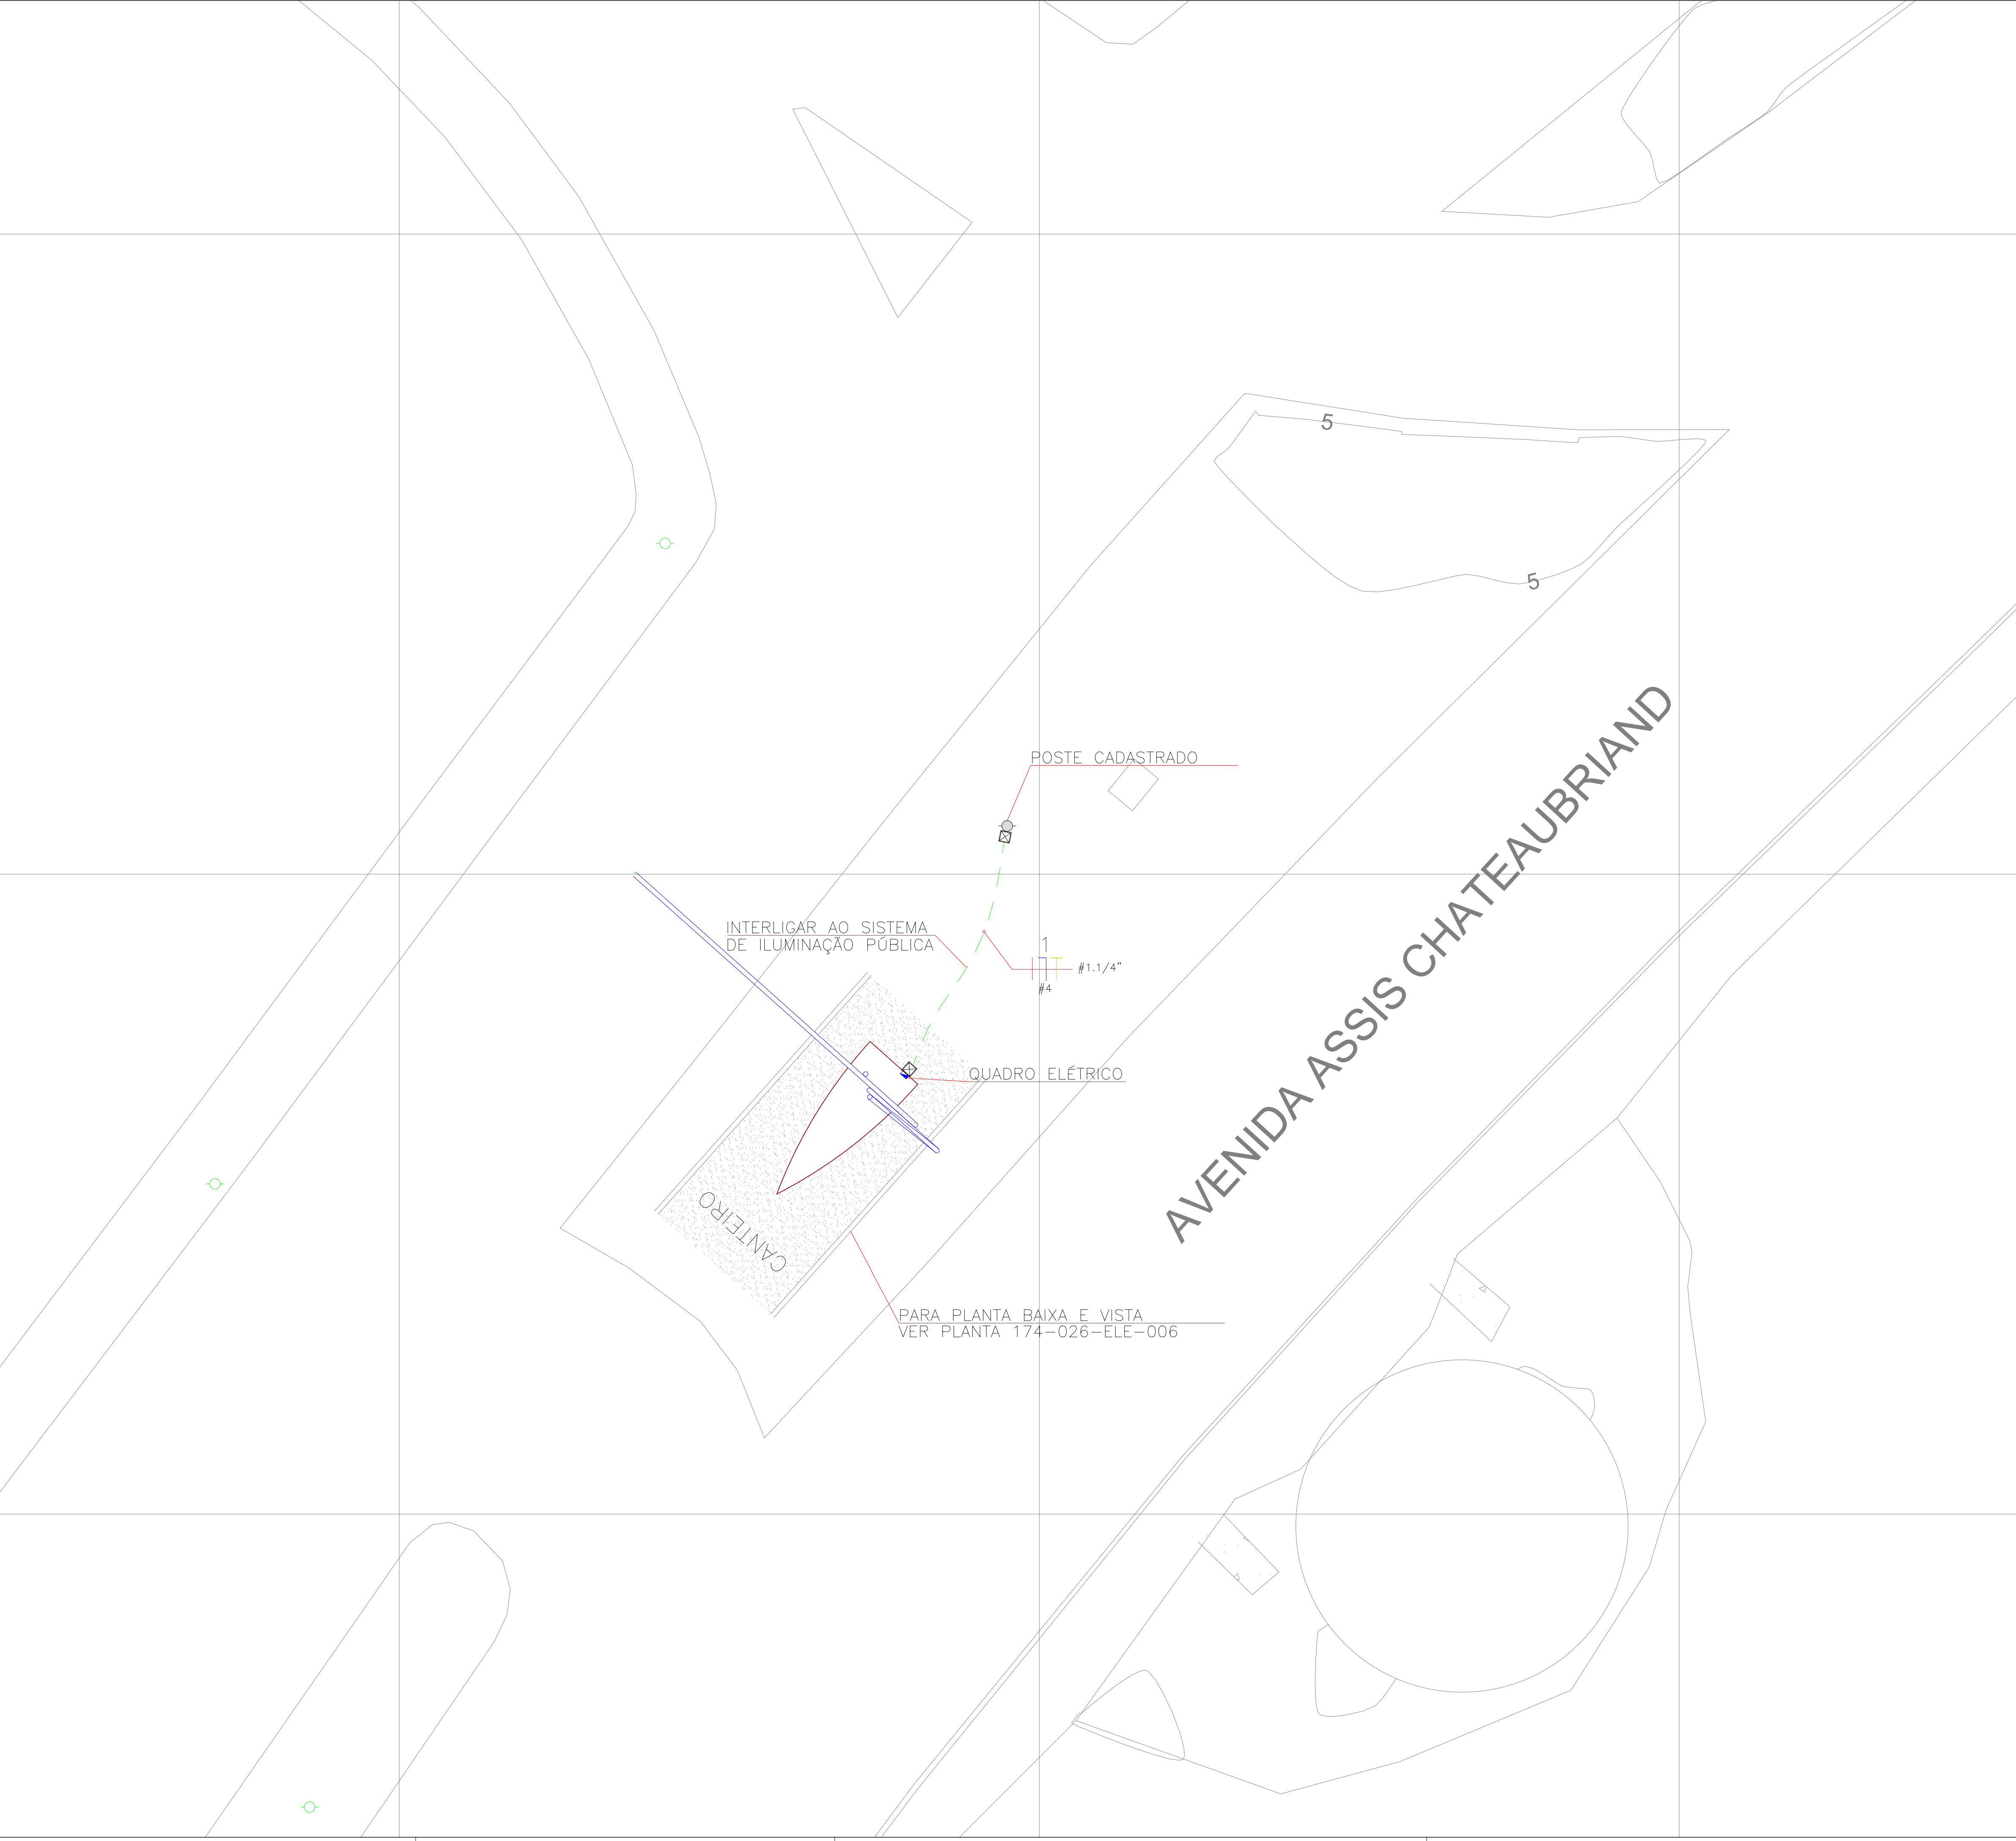 5
5
AVENIDA ASSIS CHATEAUBRIAND
POSTE CADASTRADO
INTERLIGAR AO SISTEMA
DE ILUMINAÇÃO PÚBLICA
1
#1.1/4"
#4
QUADRO ELÉTRICO
CANTEIRO
PARA PLANTA BAIXA E VISTA
VER PLANTA 174-026-ELE-006